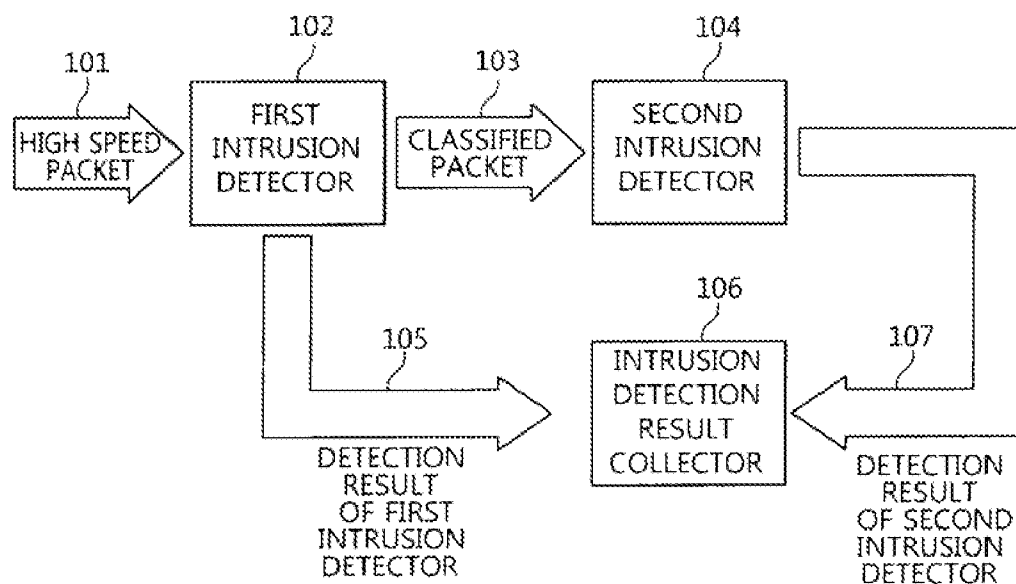 101
HIGH SPEED
PACKET
102
FIRST
INTRUSION
DETECTOR
103
CLASSIFIED
PACKET
104
SECOND
INTRUSION
DETECTOR
105
DETECTION
RESULT
OF FIRST
INTRUSION
DETECTOR
106
INTRUSION
DETECTION
RESULT
COLLECTOR
107
DETECTION
RESULT
OF SECOND
INTRUSION
DETECTOR